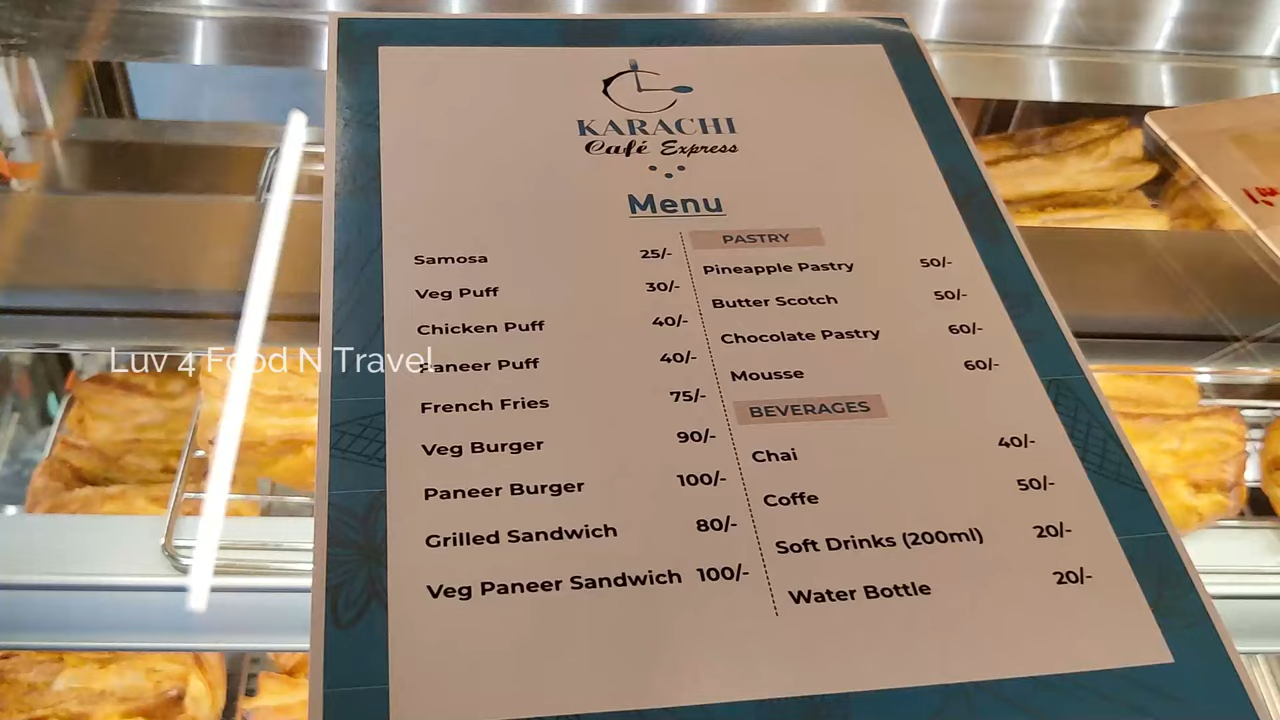 KARACHI
Café Express
Menu
Samosa 25/-
Veg Puff 30/-
Chicken Puff 40/-
Paneer Puff 40/-
French Fries 75/-
Veg Burger 90/-
Paneer Burger 100/-
Grilled Sandwich 80/-
Veg Paneer Sandwich 100/-
PASTRY
Pineapple Pastry 50/-
Butter Scotch 50/-
Chocolate Pastry 60/-
Mousse 60/-
BEVERAGES
Chai 40/-
Coffe 50/-
Soft Drinks (200ml) 20/-
Water Bottle 20/-
Luv 4 Food N Travel